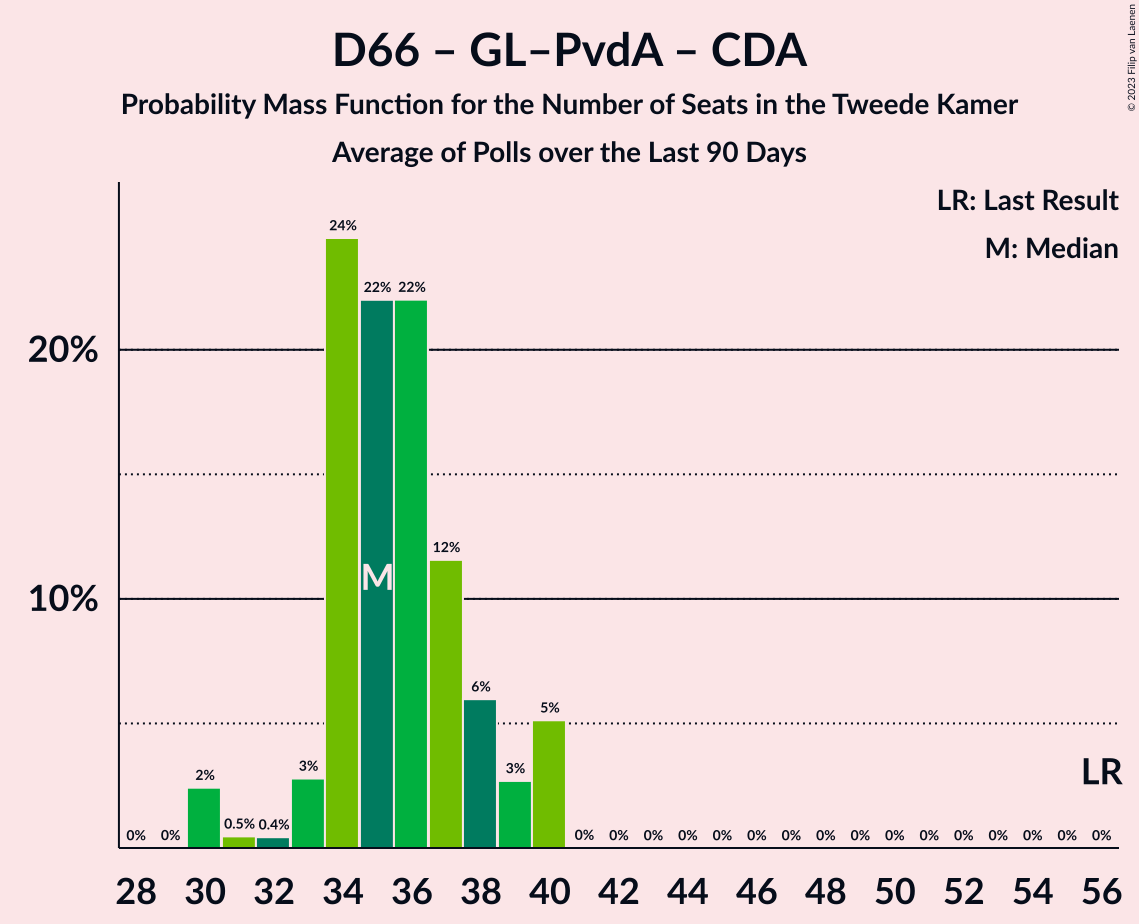 D66 – GL–PvdA – CDA
Probability Mass Function for the Number of Seats in the Tweede Kamer
Average of Polls over the Last 90 Days
© 2023 Filip van Laenen
LR: Last Result
M: Median
24%
22% 22%
20%
12%
M
10%
6%
5%
3% 3%
2%
LR
0% 0% 0.5% 0.4% 0% 0% 0% 0% 0% 0% 0% 0% 0% 0% 0% 0% 0% 0% 0% 0%
28 30 32 34 36 38 40 42 44 46 48 50 52 54 56